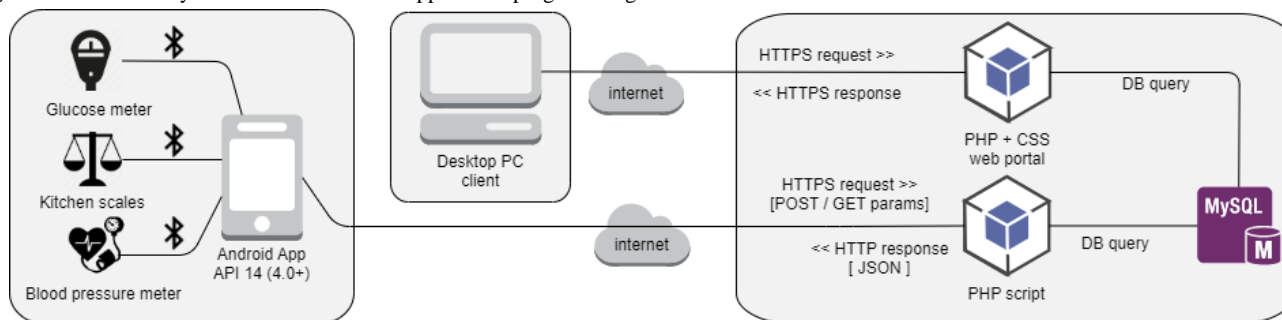 Glucose meter
Kitchen scales
Blood pressure meter
Android App
API 14 (4.0+)
Desktop PC
client
internet
internet
HTTPS request >>
<< HTTPS response
PHP + CSS
web portal
DB query
HTTPS request >>
[POST / GET params]
<< HTTP response
[ JSON ]
PHP script
DB query
MySQL
M